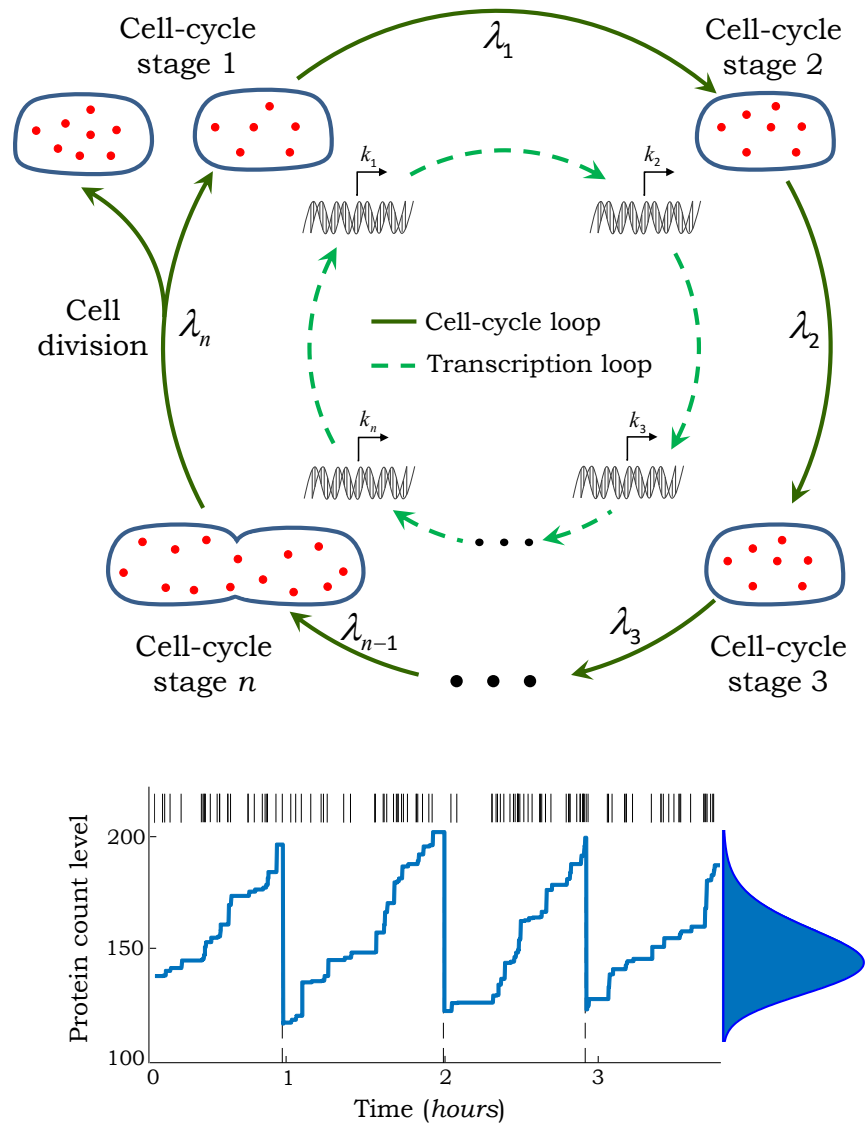 Cell-cycle
stage 1
λ₁
Cell-cycle
stage 2
k₁
k₂
Cell
division
λₙ
Cell-cycle loop
Transcription loop
λ₂
kₙ
k₃
Cell-cycle
stage n
λₙ₋₁
λ₃
Cell-cycle
stage 3
Protein count level
200
150
100
0
1
2
3
Time (hours)